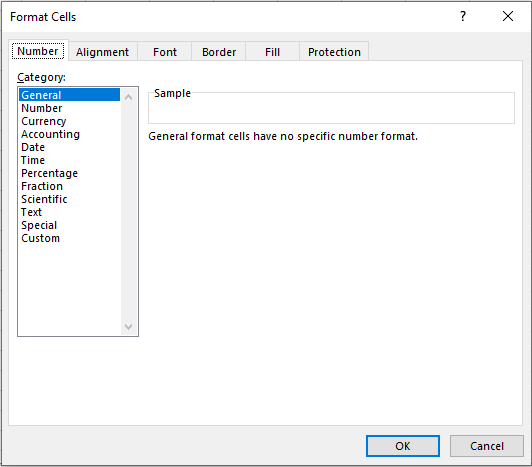 Format Cells
?
Number Alignment Font Border Fill Protection
Category:
General
Number
Currency
Accounting
Date
Time
Percentage
Fraction
Scientific
Text
Special
Custom
Sample
General format cells have no specific number format.
OK Cancel